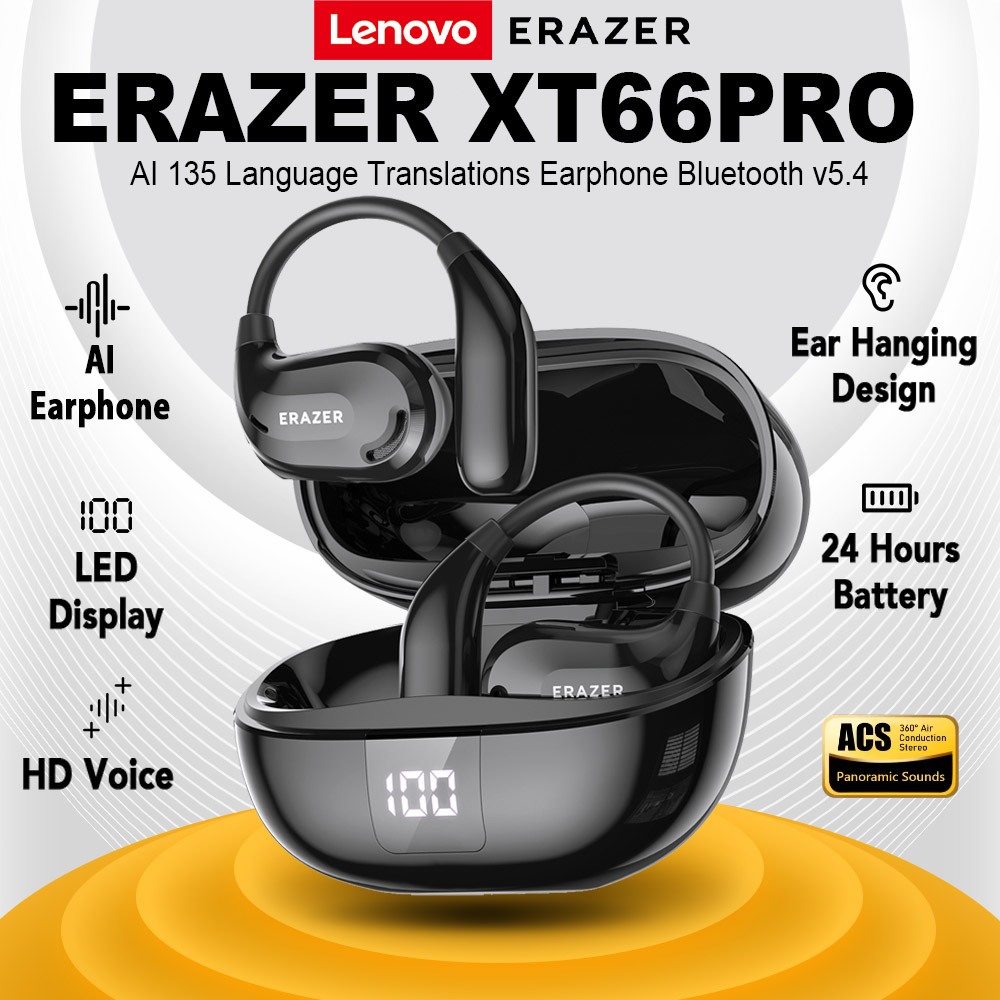 Lenovo ERAZER
ERAZER XT66PRO
AI 135 Language Translations Earphone Bluetooth v5.4
AI
Earphone
Ear Hanging
Design
ERAZER
100
LED
Display
24 Hours
Battery
ERAZER
HD Voice
100
ACS 360° Air
Conduction
Stereo
Panoramic Sounds